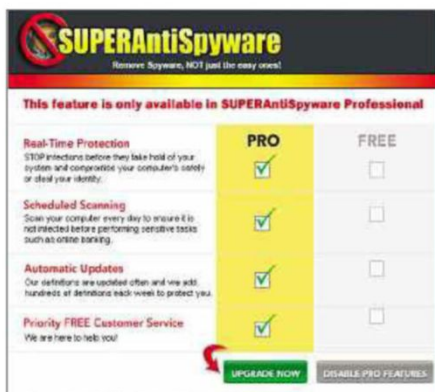 SUPERAntiSpyware
Remove Spyware, NOT just the easy ones!
This feature is only available in SUPERAntiSpyware Professional
PRO
FREE
Real-Time Protection
STOP infections before they take hold of your
system and compromise your computer's safety
or steal your identity.
Scheduled Scanning
Scan your computer every day to ensure it is
not infected before performing sensitive tasks
such as online banking.
Automatic Updates
Our definitions are updated often and we add
hundreds of definitions each week to protect you.
Priority FREE Customer Service
We are here to help you!
UPGRADE NOW
DISABLE PRO FEATURES